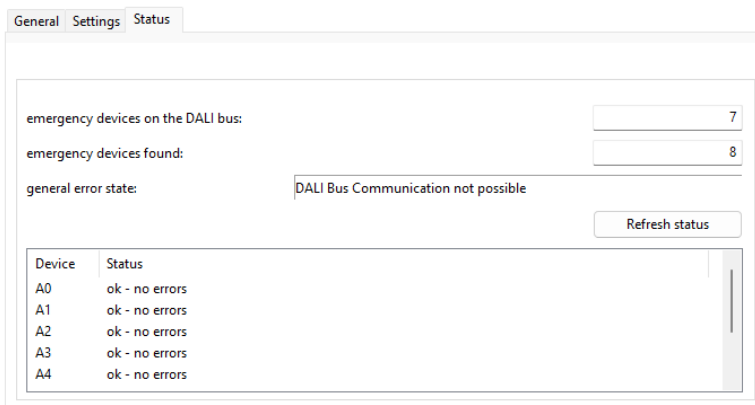 General Settings Status
emergency devices on the DALI bus: 7
emergency devices found: 8
general error state: DALI Bus Communication not possible
Refresh status
Device Status
A0 ok - no errors
A1 ok - no errors
A2 ok - no errors
A3 ok - no errors
A4 ok - no errors